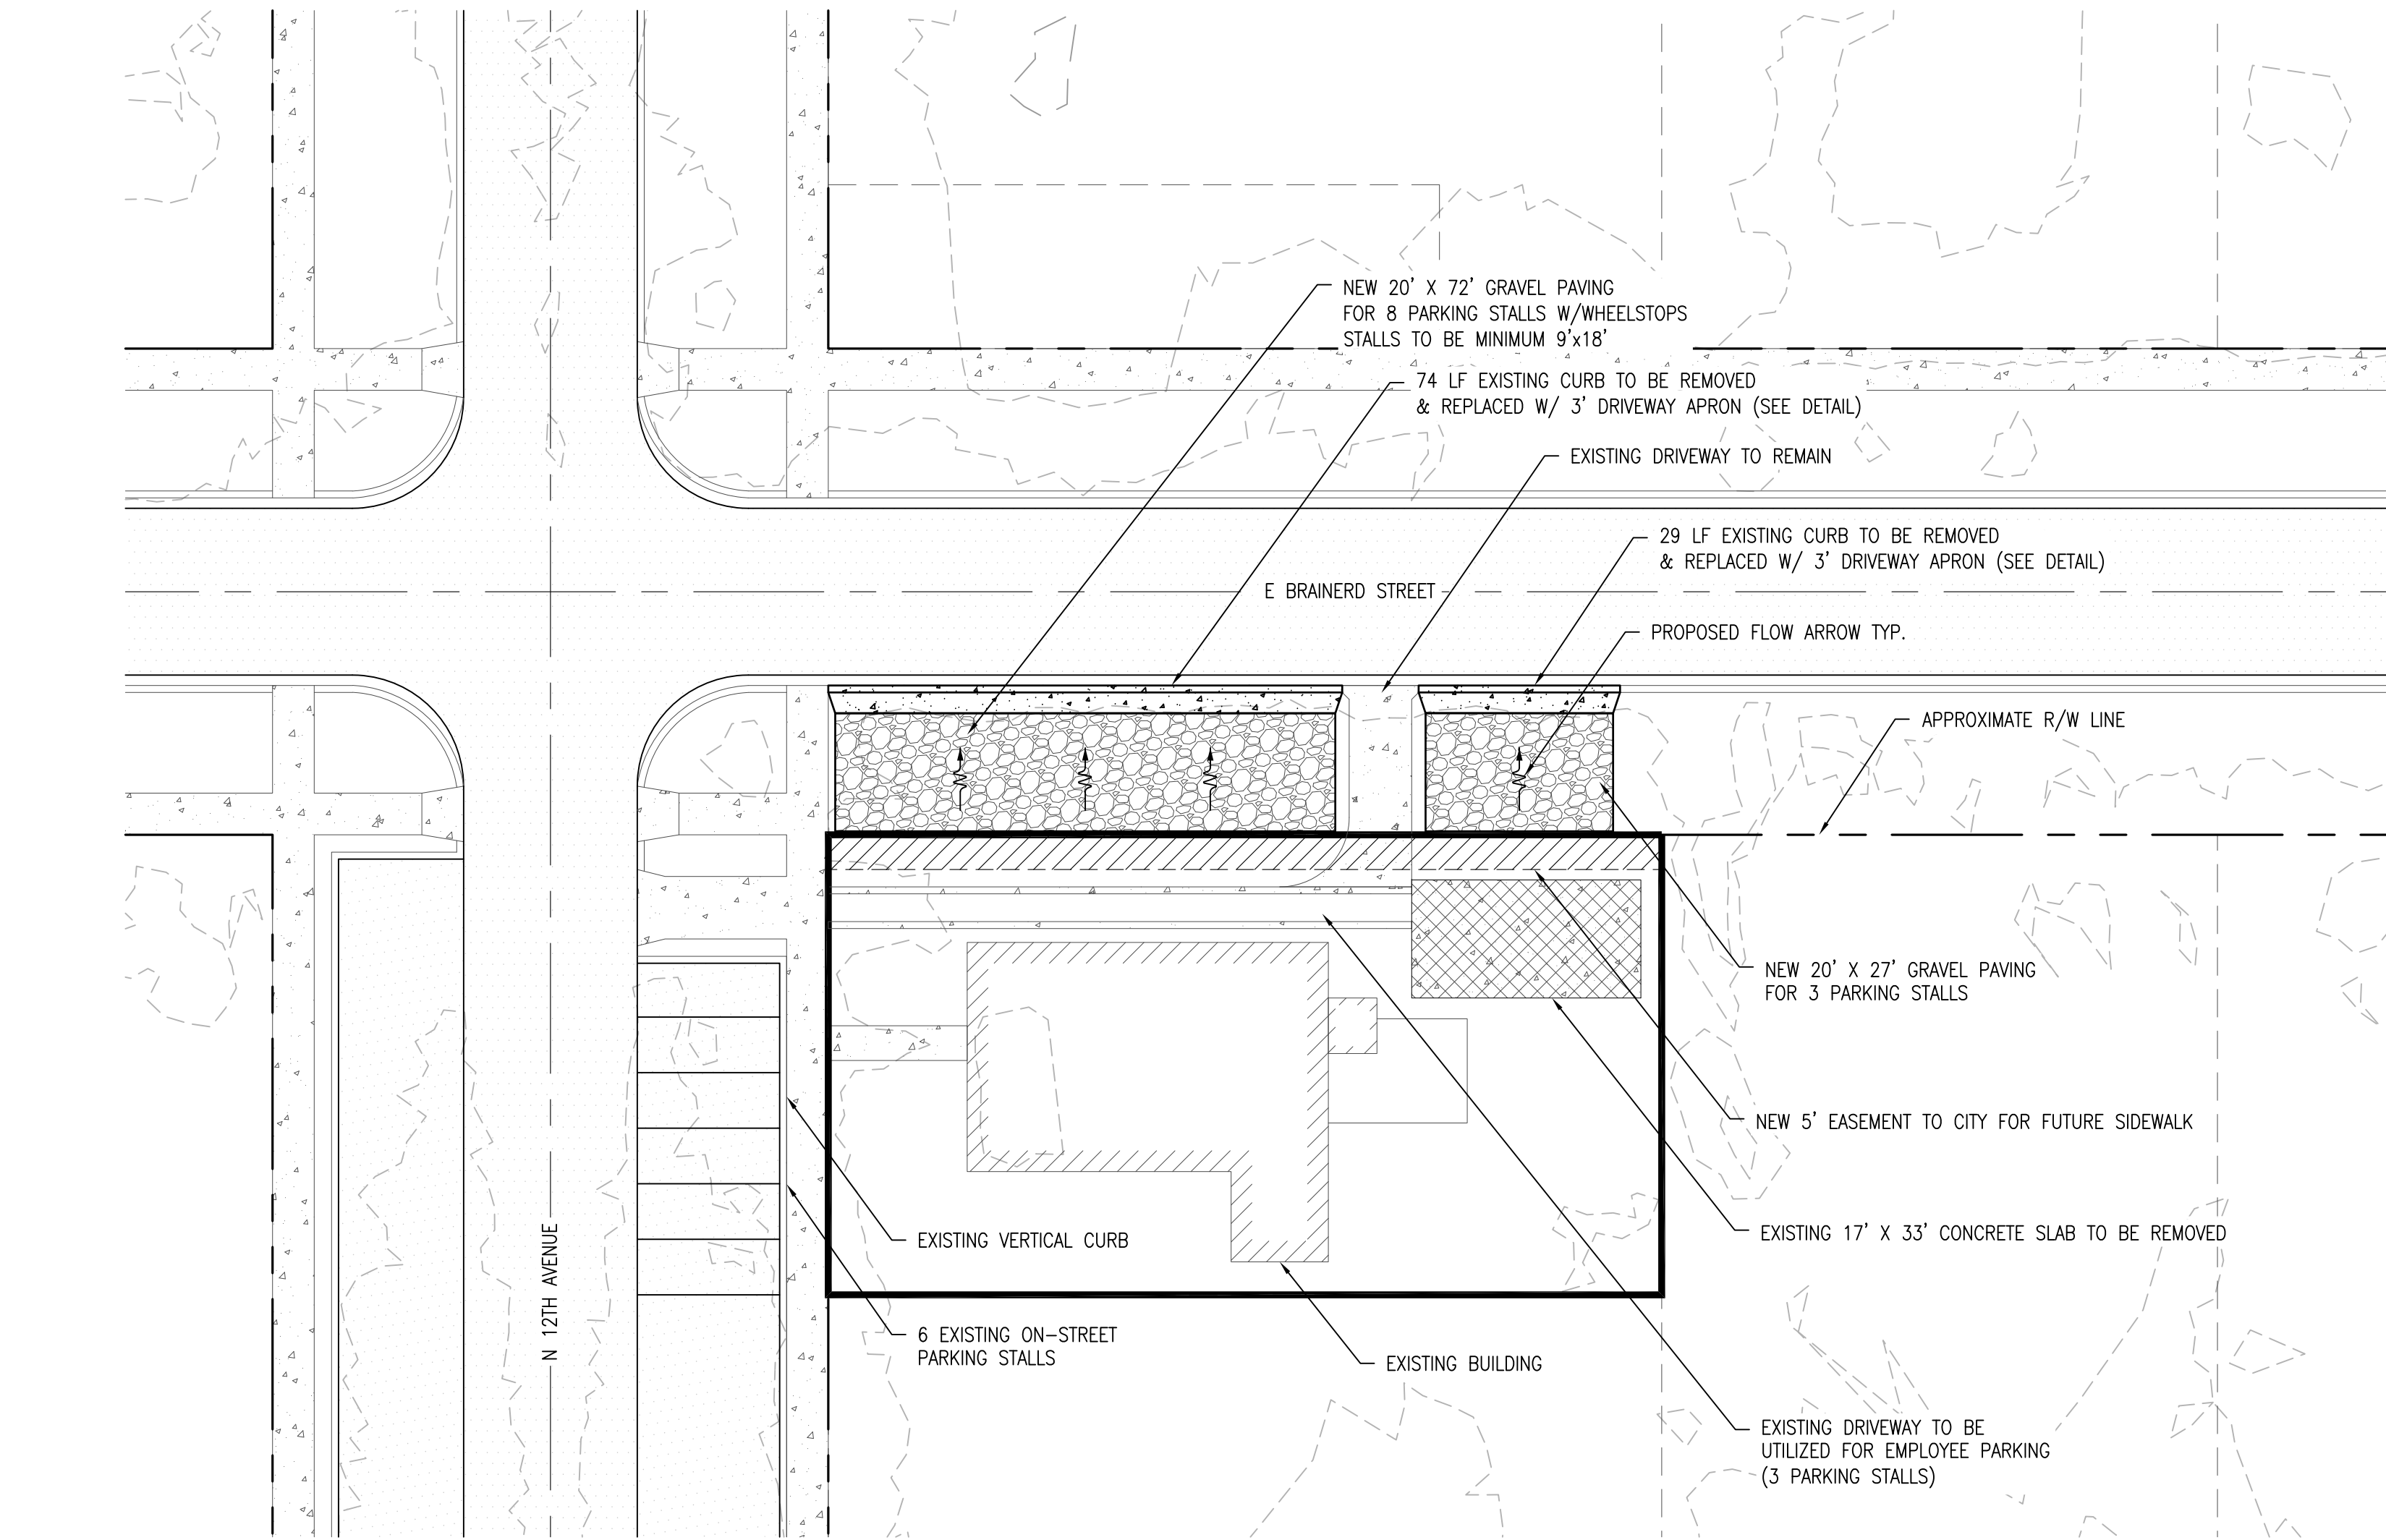 NEW 20' X 72' GRAVEL PAVING
FOR 8 PARKING STALLS W/WHEELSTOPS
STALLS TO BE MINIMUM 9'x18'
74 LF EXISTING CURB TO BE REMOVED
& REPLACED W/ 3' DRIVEWAY APRON (SEE DETAIL)
EXISTING DRIVEWAY TO REMAIN
29 LF EXISTING CURB TO BE REMOVED
& REPLACED W/ 3' DRIVEWAY APRON (SEE DETAIL)
E BRAINERD STREET
PROPOSED FLOW ARROW TYP.
APPROXIMATE R/W LINE
NEW 20' X 27' GRAVEL PAVING
FOR 3 PARKING STALLS
NEW 5' EASEMENT TO CITY FOR FUTURE SIDEWALK
EXISTING 17' X 33' CONCRETE SLAB TO BE REMOVED
EXISTING VERTICAL CURB
N 12TH AVENUE
6 EXISTING ON-STREET
PARKING STALLS
EXISTING BUILDING
EXISTING DRIVEWAY TO BE
UTILIZED FOR EMPLOYEE PARKING
(3 PARKING STALLS)